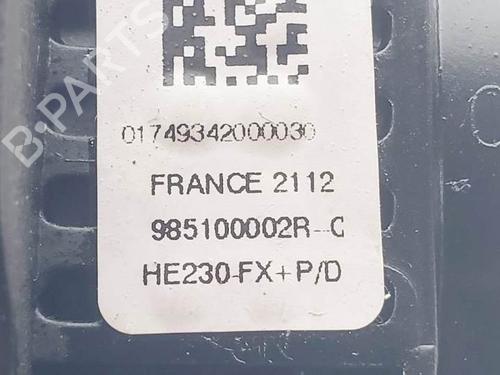 B-PARTS
01749342000030
FRANCE 2112
985100002R--C
HE230-FX+P/D